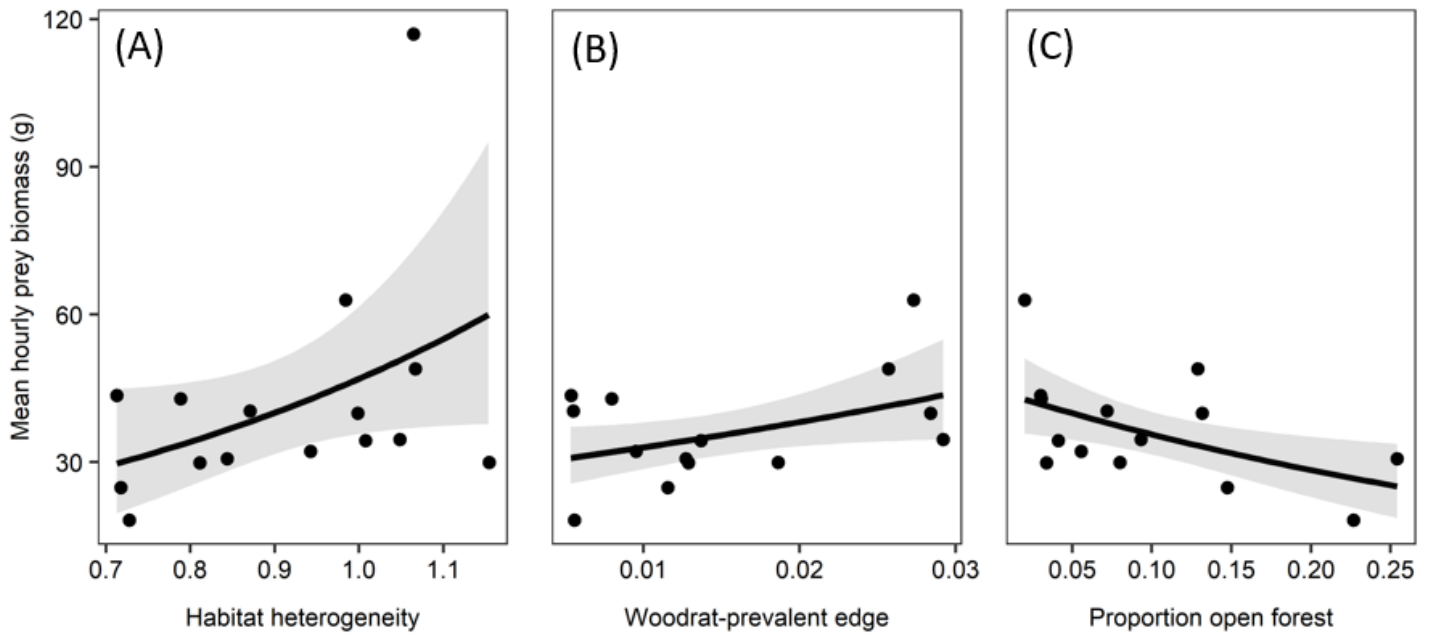 Mean hourly prey biomass (g)
120
90
60
30
(A)
0.7 0.8 0.9 1.0 1.1
Habitat heterogeneity
(B)
0.01 0.02 0.03
Woodrat-prevalent edge
(C)
0.05 0.10 0.15 0.20 0.25
Proportion open forest